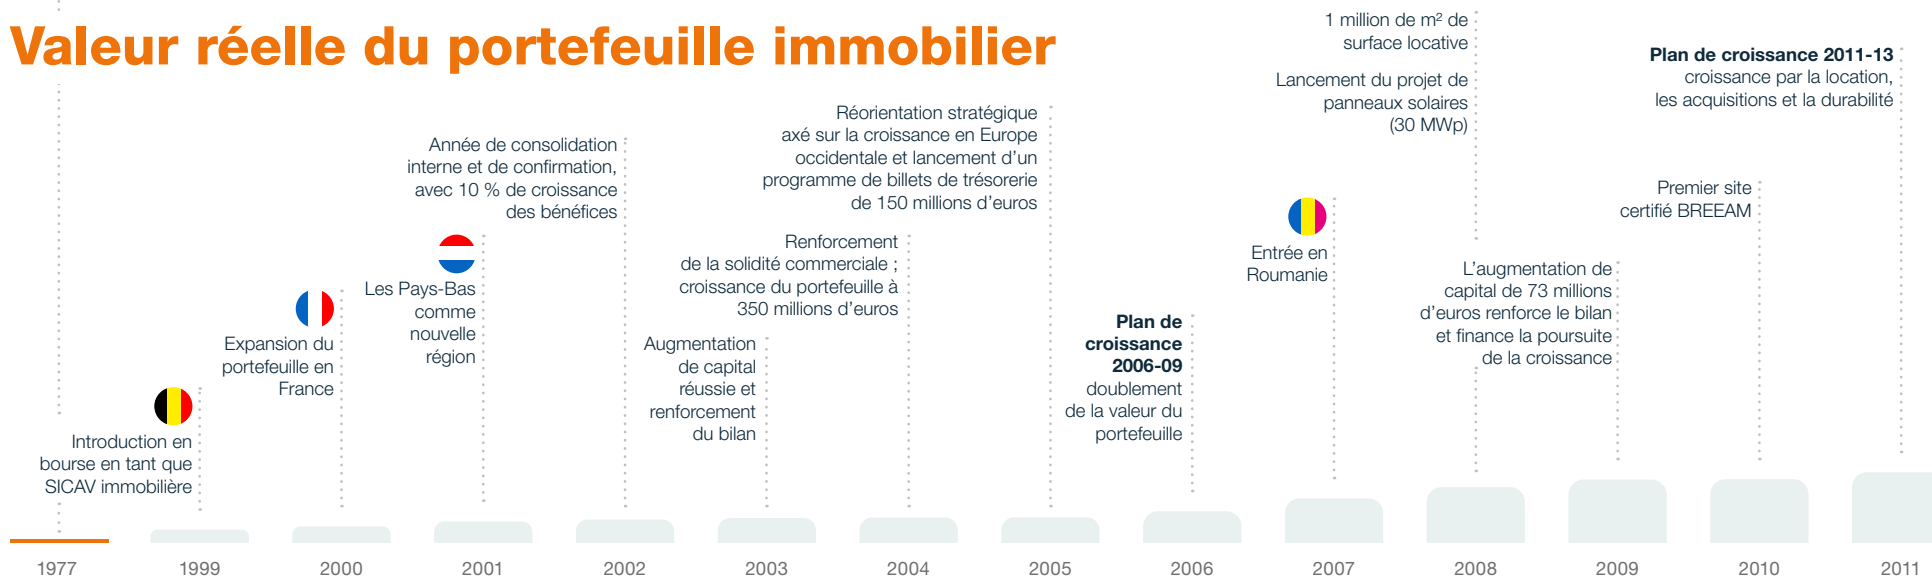 Valeur réelle du portefeuille immobilier
Introduction en
bourse en tant que
SICAV immobilière
Expansion du
portefeuille en
France
Les Pays-Bas
comme
nouvelle
région
Année de consolidation
interne et de confirmation,
avec 10 % de croissance
des bénéfices
Augmentation
de capital
réussie et
renforcement
du bilan
Renforcement
de la solidité commerciale ;
croissance du portefeuille à
350 millions d’euros
Réorientation stratégique
axé sur la croissance en Europe
occidentale et lancement d’un
programme de billets de trésorerie
de 150 millions d’euros
Plan de
croissance
2006-09
doublement
de la valeur du
portefeuille
Entrée en
Roumanie
1 million de m² de
surface locative
Lancement du projet de
panneaux solaires
(30 MWp)
L’augmentation de
capital de 73 millions
d’euros renforce le bilan
et finance la poursuite
de la croissance
Premier site
certifié BREEAM
Plan de croissance 2011-13
croissance par la location,
les acquisitions et la durabilité
1977 1999 2000 2001 2002 2003 2004 2005 2006 2007 2008 2009 2010 2011